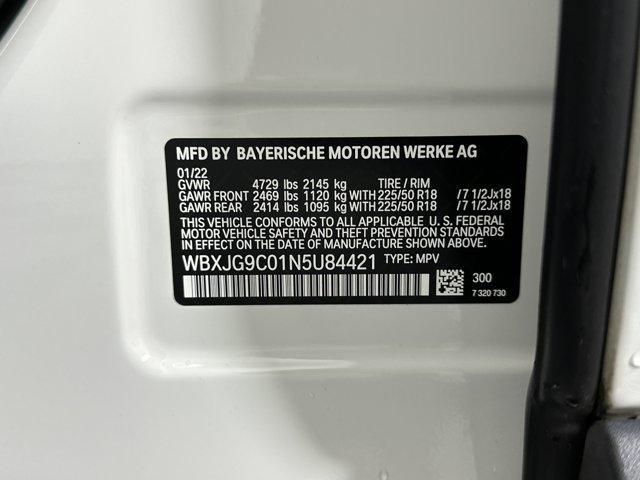 MFD BY BAYERISCHE MOTOREN WERKE AG
01/22
GVWR 4729 lbs 2145 kg TIRE / RIM
GAWR FRONT 2469 lbs 1120 kg WITH 225/50 R18 /7 1/2Jx18
GAWR REAR 2414 lbs 1095 kg WITH 225/50 R18 /7 1/2Jx18
THIS VEHICLE CONFORMS TO ALL APPLICABLE U. S. FEDERAL
MOTOR VEHICLE SAFETY AND THEFT PREVENTION STANDARDS
IN EFFECT ON THE DATE OF MANUFACTURE SHOWN ABOVE.
WBXJG9C01N5U84421 TYPE: MPV
300
7 320 730